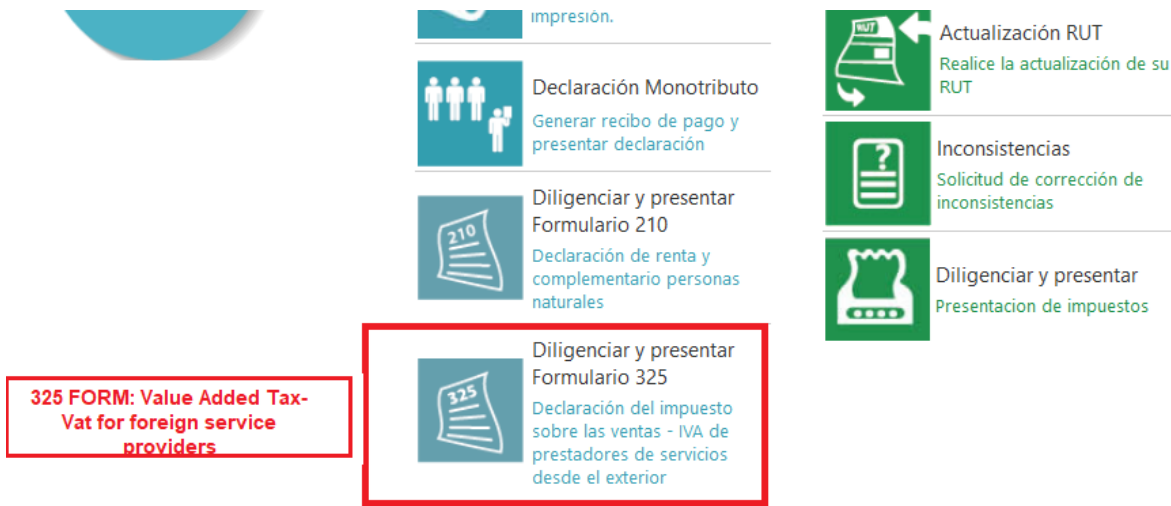 impresión.
Declaración Monotributo
Generar recibo de pago y
presentar declaración
210
Diligenciar y presentar
Formulario 210
Declaración de renta y
complementario personas
naturales
325
Diligenciar y presentar
Formulario 325
Declaración del impuesto
sobre las ventas - IVA de
prestadores de servicios
desde el exterior
325 FORM: Value Added Tax-
Vat for foreign service
providers
RUT
Actualización RUT
Realice la actualización de su
RUT
?
Inconsistencias
Solicitud de corrección de
inconsistencias
Diligenciar y presentar
Presentacion de impuestos